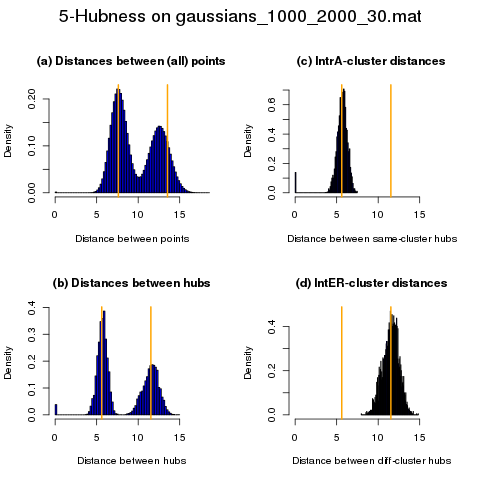 5-Hubness on gaussians_1000_2000_30.mat
(a) Distances between (all) points
Density
0.00 0.10 0.20
0 5 10 15
Distance between points
(c) IntrA-cluster distances
Density
0.0 0.2 0.4 0.6
0 5 10 15
Distance between same-cluster hubs
(b) Distances between hubs
Density
0.0 0.1 0.2 0.3 0.4
0 5 10 15
Distance between hubs
(d) IntER-cluster distances
Density
0.0 0.2 0.4
0 5 10 15
Distance between diff-cluster hubs